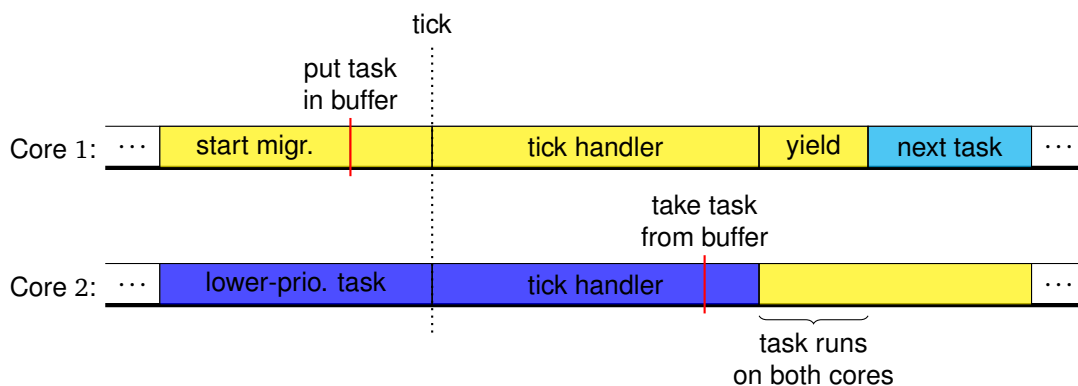 tick
put task
in buffer
Core 1: ··· start migr. tick handler yield next task ···
take task
from buffer
Core 2: ··· lower-prio. task tick handler ···
task runs
on both cores